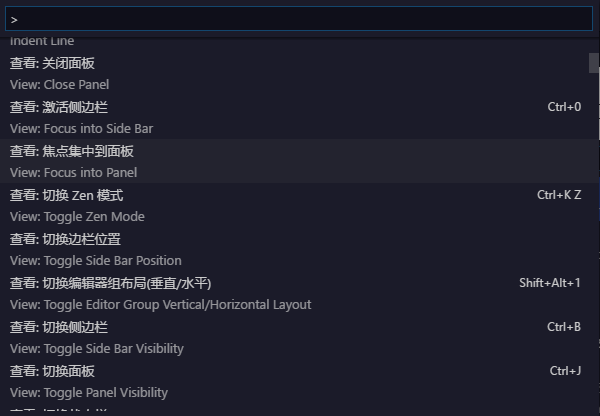 >
Indent Line
查看: 关闭面板
View: Close Panel
查看: 激活侧边栏 Ctrl+0
View: Focus into Side Bar
查看: 焦点集中到面板
View: Focus into Panel
查看: 切换 Zen 模式 Ctrl+K Z
View: Toggle Zen Mode
查看: 切换边栏位置
View: Toggle Side Bar Position
查看: 切换编辑器组布局(垂直/水平) Shift+Alt+1
View: Toggle Editor Group Vertical/Horizontal Layout
查看: 切换侧边栏 Ctrl+B
View: Toggle Side Bar Visibility
查看: 切换面板 Ctrl+J
View: Toggle Panel Visibility